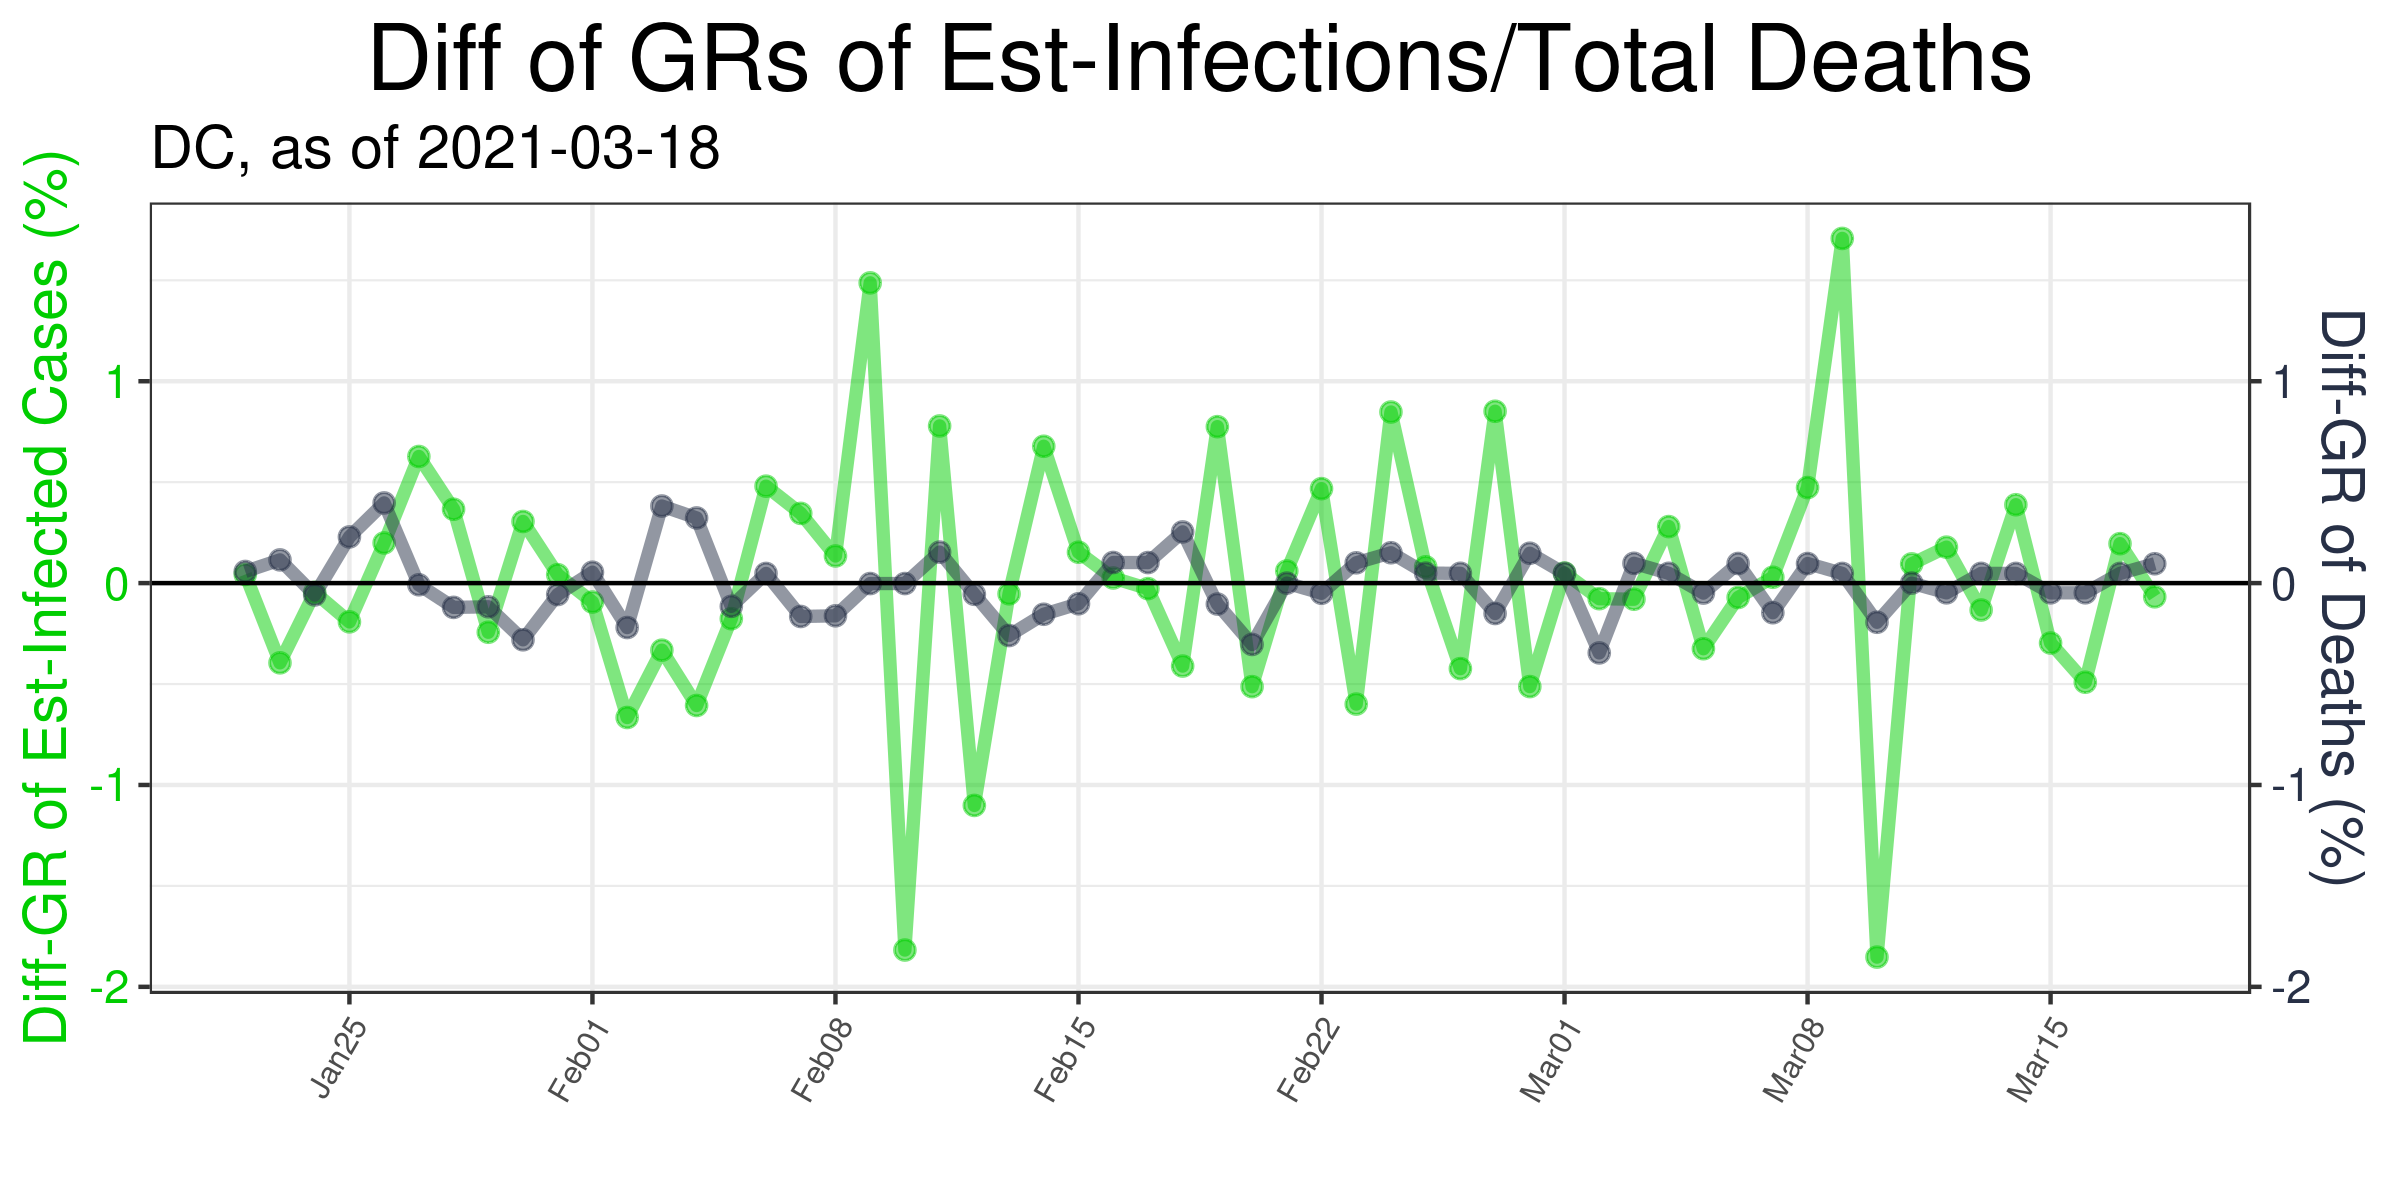 Diff of GRs of Est-Infections/Total Deaths
DC, as of 2021-03-18
Diff-GR of Est-Infected Cases (%)
1
0
-1
-2
1
0
-1
-2
Diff-GR of Deaths (%)
Jan25
Feb01
Feb08
Feb15
Feb22
Mar01
Mar08
Mar15